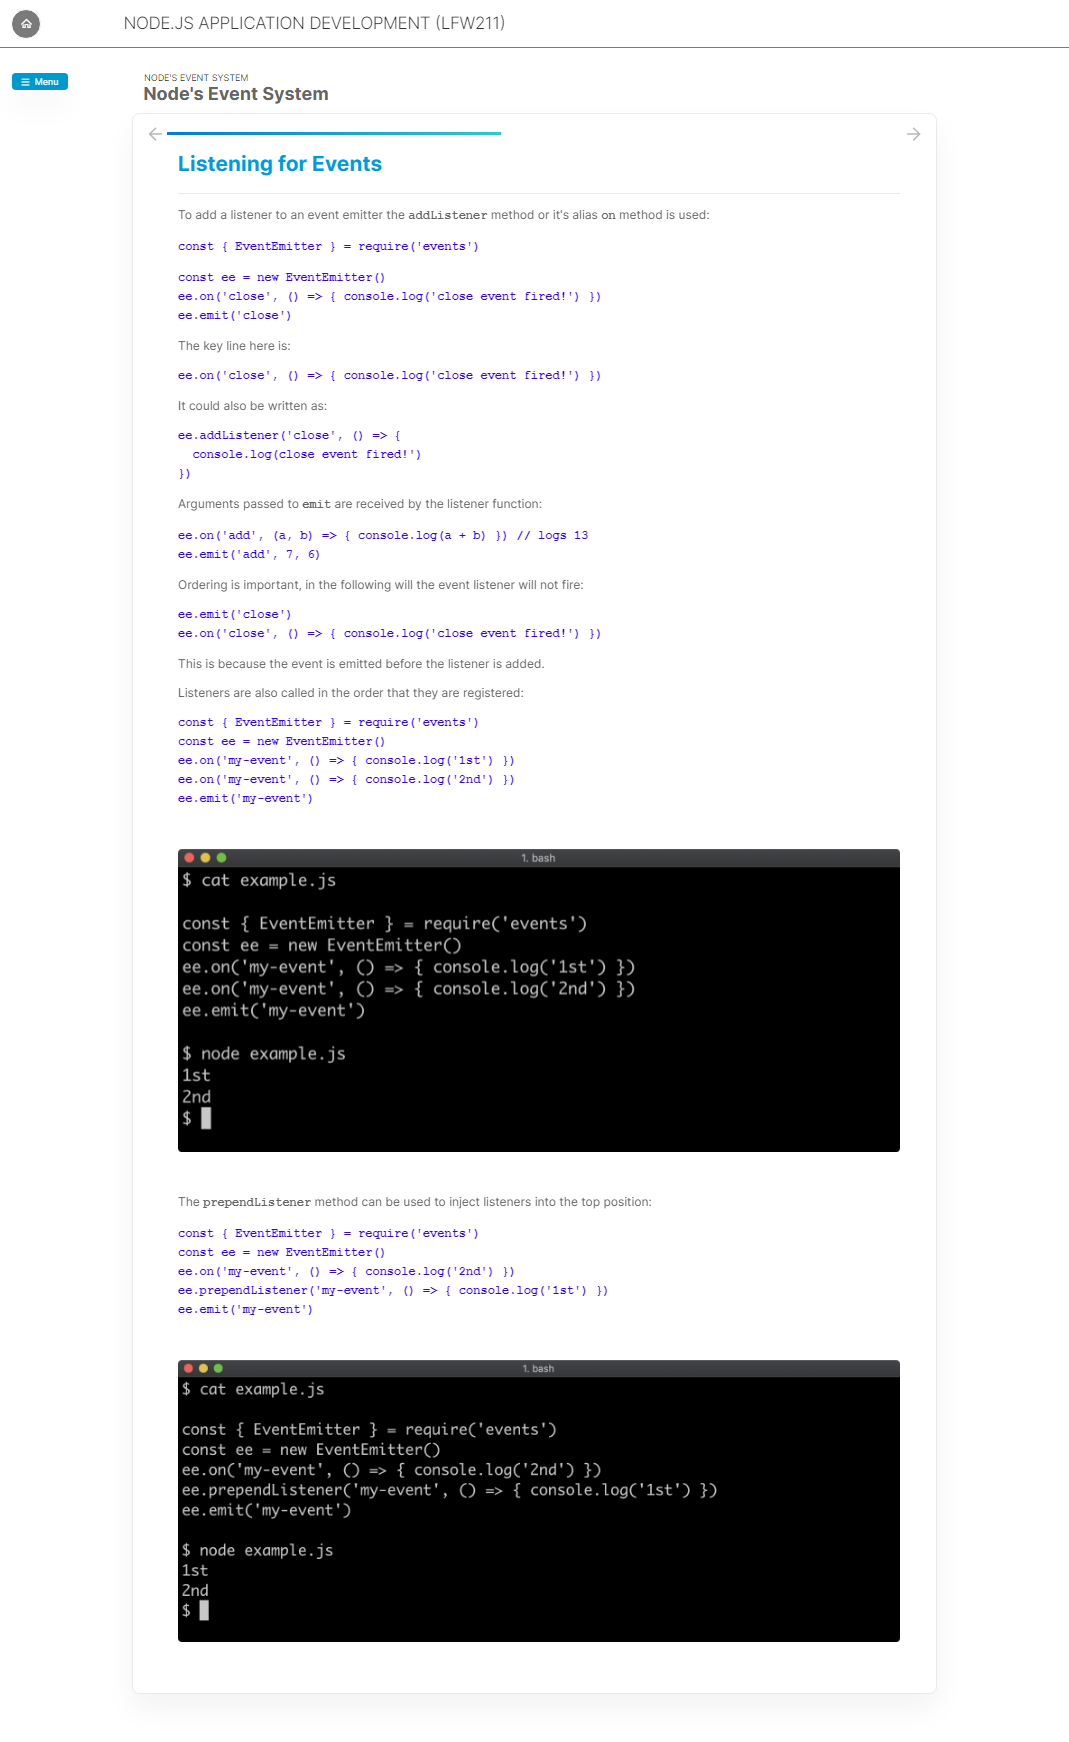 NODE.JS APPLICATION DEVELOPMENT (LFW211)
Menu
NODE'S EVENT SYSTEM
Node's Event System
Listening for Events
To add a listener to an event emitter the addListener method or it's alias on method is used:
const { EventEmitter } = require('events')
const ee = new EventEmitter()
ee.on('close', () => { console.log('close event fired!') })
ee.emit('close')
The key line here is:
ee.on('close', () => { console.log('close event fired!') })
It could also be written as:
ee.addListener('close', () => {
  console.log(close event fired!')
})
Arguments passed to emit are received by the listener function:
ee.on('add', (a, b) => { console.log(a + b) }) // logs 13
ee.emit('add', 7, 6)
Ordering is important, in the following will the event listener will not fire:
ee.emit('close')
ee.on('close', () => { console.log('close event fired!') })
This is because the event is emitted before the listener is added.
Listeners are also called in the order that they are registered:
const { EventEmitter } = require('events')
const ee = new EventEmitter()
ee.on('my-event', () => { console.log('1st') })
ee.on('my-event', () => { console.log('2nd') })
ee.emit('my-event')
1. bash
$ cat example.js
const { EventEmitter } = require('events')
const ee = new EventEmitter()
ee.on('my-event', () => { console.log('1st') })
ee.on('my-event', () => { console.log('2nd') })
ee.emit('my-event')
$ node example.js
1st
2nd
$
The prependListener method can be used to inject listeners into the top position:
const { EventEmitter } = require('events')
const ee = new EventEmitter()
ee.on('my-event', () => { console.log('2nd') })
ee.prependListener('my-event', () => { console.log('1st') })
ee.emit('my-event')
1. bash
$ cat example.js
const { EventEmitter } = require('events')
const ee = new EventEmitter()
ee.on('my-event', () => { console.log('2nd') })
ee.prependListener('my-event', () => { console.log('1st') })
ee.emit('my-event')
$ node example.js
1st
2nd
$